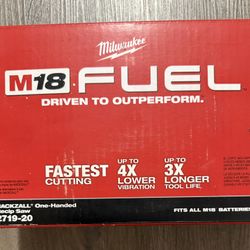 Milwaukee
M18 FUEL
DRIVEN TO OUTPERFORM.
FASTEST
CUTTING
UP TO
4X
LOWER
VIBRATION
UP TO
3X
LONGER
TOOL LIFE
HACKZALL® One-Handed
Recip Saw
2719-20
FITS ALL M18 BATTERIES